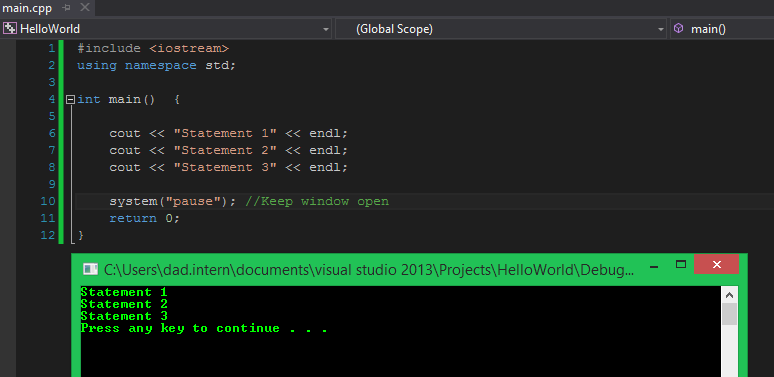 main.cpp
HelloWorld (Global Scope) main()
1 #include <iostream>
2 using namespace std;
3
4 int main()  {
5
6     cout << "Statement 1" << endl;
7     cout << "Statement 2" << endl;
8     cout << "Statement 3" << endl;
9
10     system("pause"); //Keep window open
11     return 0;
12 }
C:\Users\dad.intern\documents\visual studio 2013\Projects\HelloWorld\Debug...
Statement 1
Statement 2
Statement 3
Press any key to continue . . .